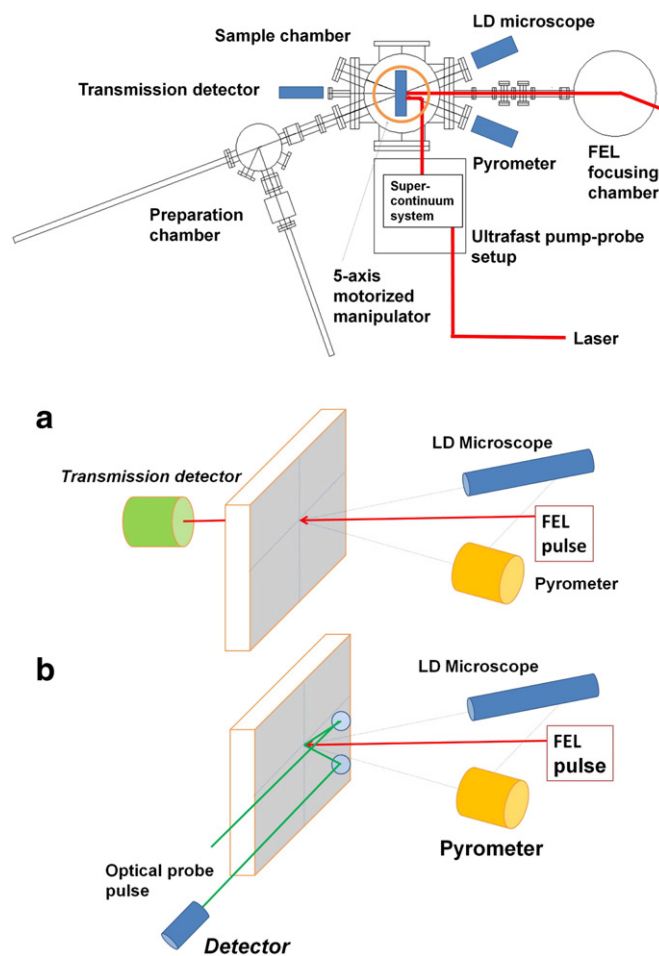 LD microscope
Sample chamber
Transmission detector
Pyrometer
FEL
focusing
chamber
Super-
continuum
system
Preparation
chamber
Ultrafast pump-probe
setup
5-axis
motorized
manipulator
Laser
a
LD Microscope
Transmission detector
FEL
pulse
Pyrometer
b
LD Microscope
FEL
pulse
Pyrometer
Optical probe
pulse
Detector